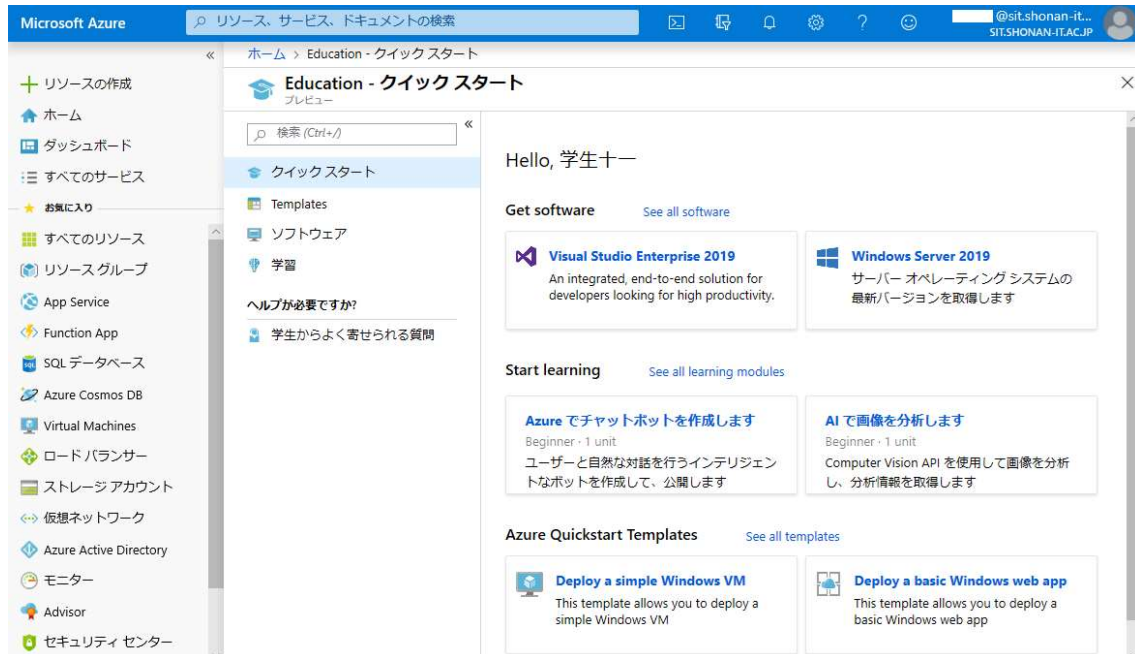 Microsoft Azure
リソース、サービス、ドキュメントの検索
@sit.shonan-it...
SIT.SHONAN-IT.AC.JP
«
リソースの作成
ホーム
ダッシュボード
すべてのサービス
お気に入り
すべてのリソース
リソース グループ
App Service
Function App
SQL データベース
Azure Cosmos DB
Virtual Machines
ロード バランサー
ストレージ アカウント
仮想ネットワーク
Azure Active Directory
モニター
Advisor
セキュリティ センター
ホーム > Education - クイック スタート
Education - クイック スタート
プレビュー
検索 (Ctrl+/)
«
クイック スタート
Templates
ソフトウェア
学習
ヘルプが必要ですか?
学生からよく寄せられる質問
Hello, 学生十一
Get software See all software
Visual Studio Enterprise 2019
An integrated, end-to-end solution for
developers looking for high productivity.
Windows Server 2019
サーバー オペレーティング システムの
最新バージョンを取得します
Start learning See all learning modules
Azure でチャットボットを作成します
Beginner · 1 unit
ユーザーと自然な対話を行うインテリジェン
トなボットを作成して、公開します
AI で画像を分析します
Beginner · 1 unit
Computer Vision API を使用して画像を分析
し、分析情報を取得します
Azure Quickstart Templates See all templates
Deploy a simple Windows VM
This template allows you to deploy a
simple Windows VM
Deploy a basic Windows web app
This template allows you to deploy a
basic Windows web app